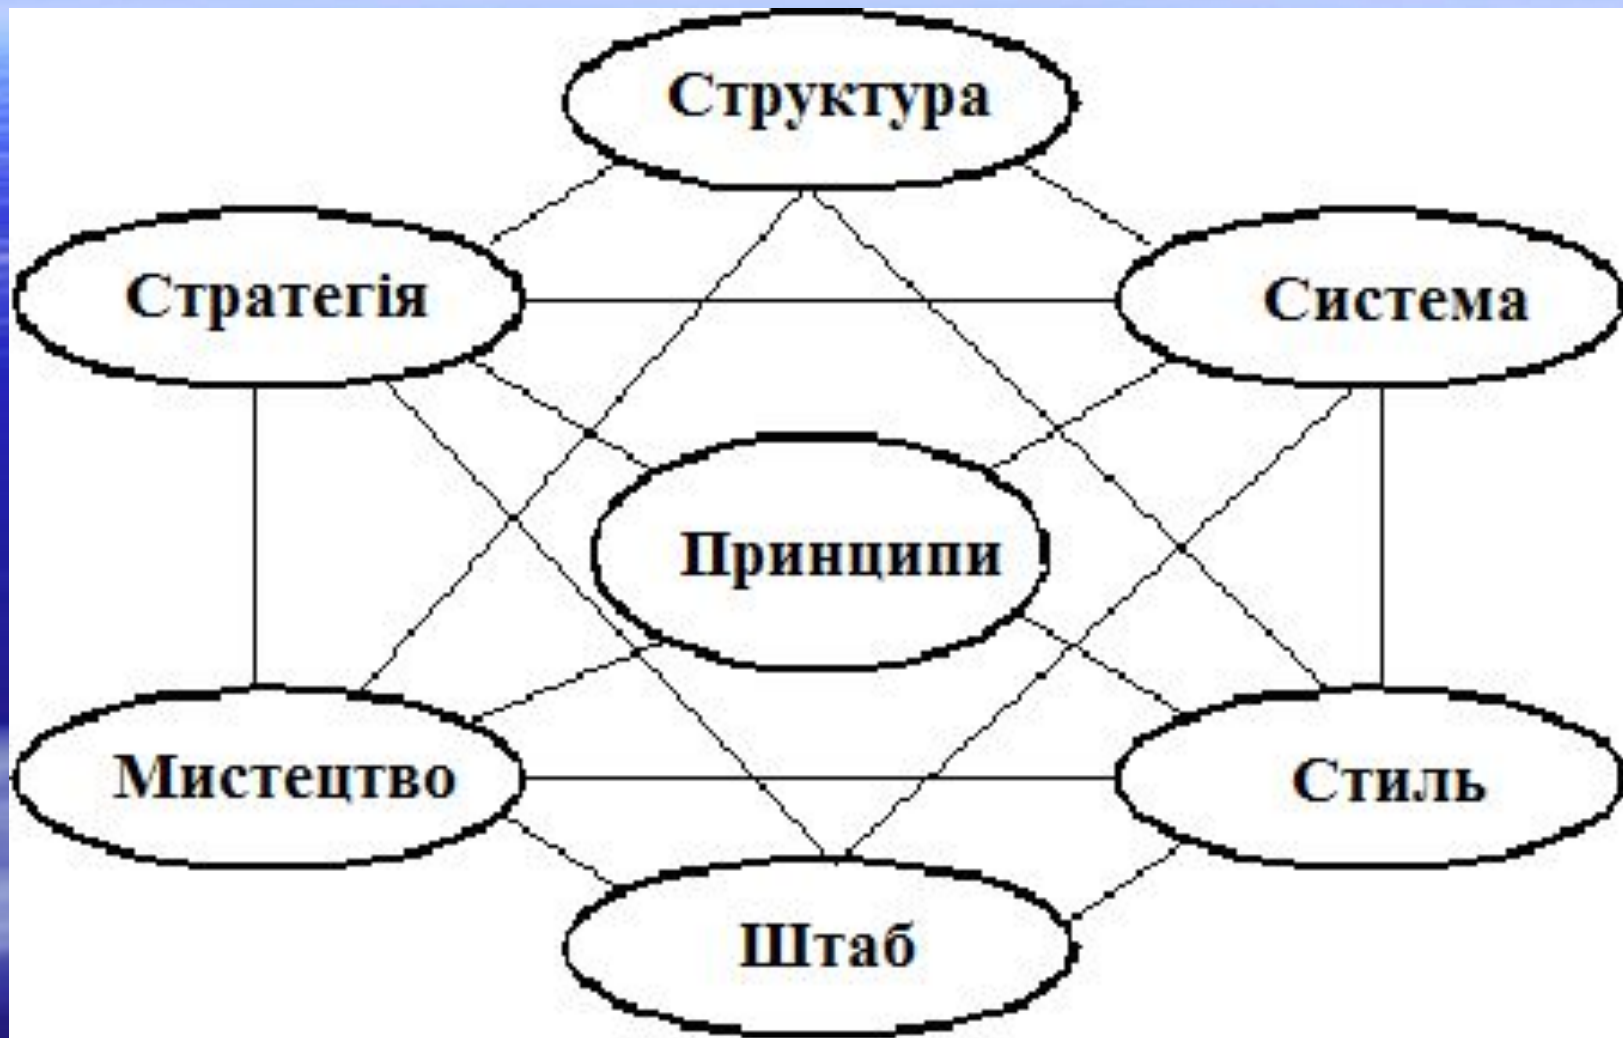 Структура
Стратегія
Система
Принципи
Мистецтво
Стиль
Штаб